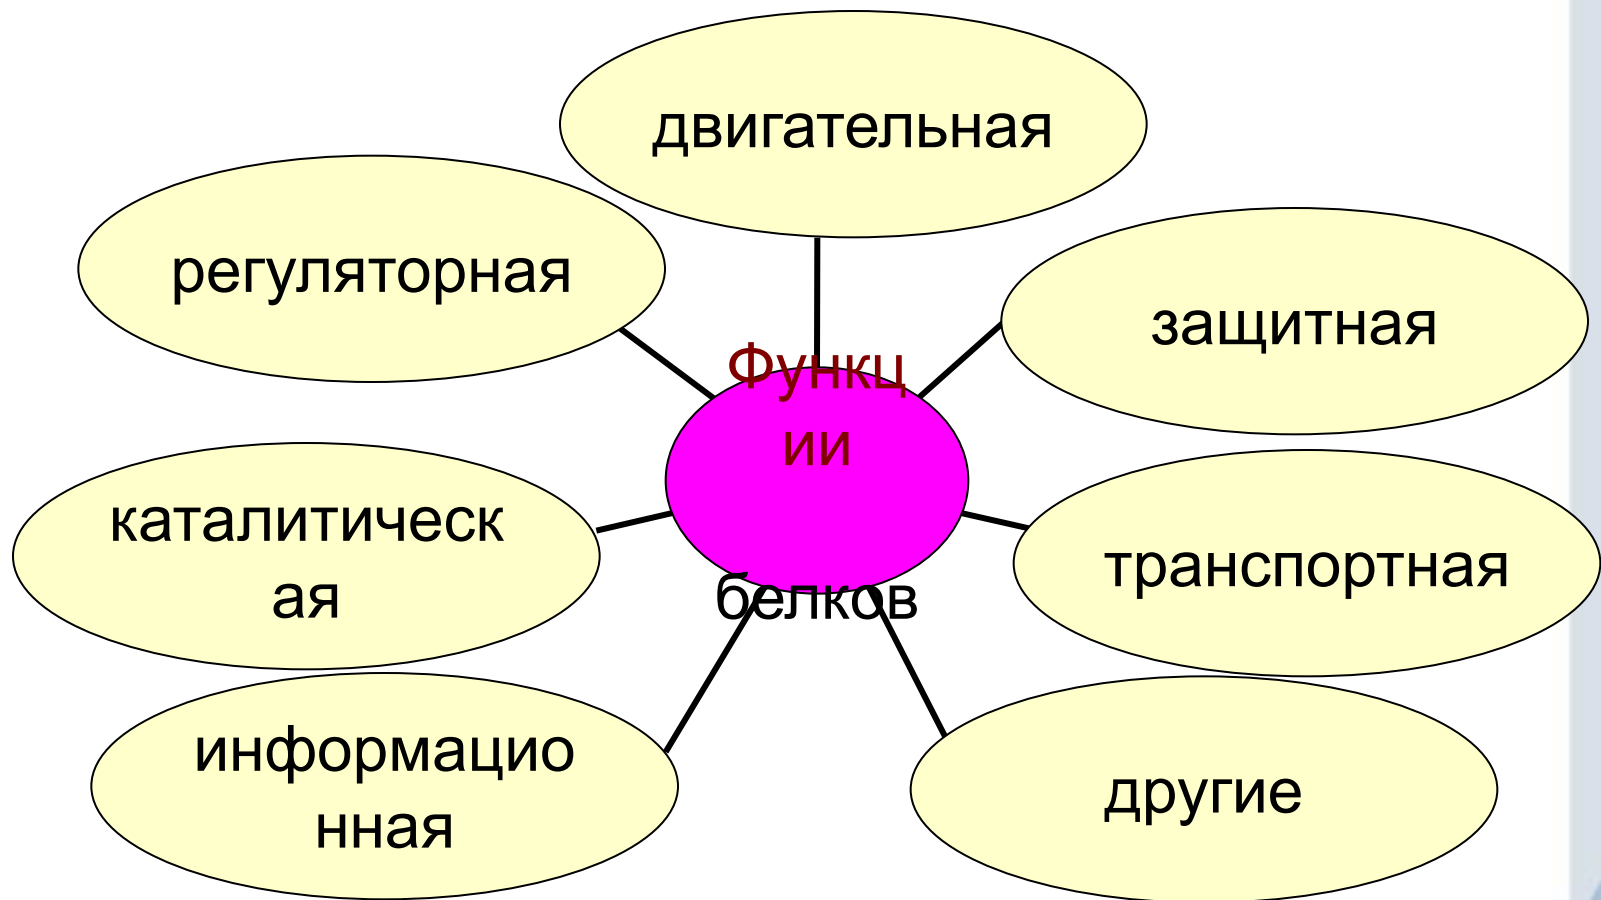 двигательная
регуляторная
защитная
Функц
ии
белков
каталитическ
ая
транспортная
информацио
нная
другие